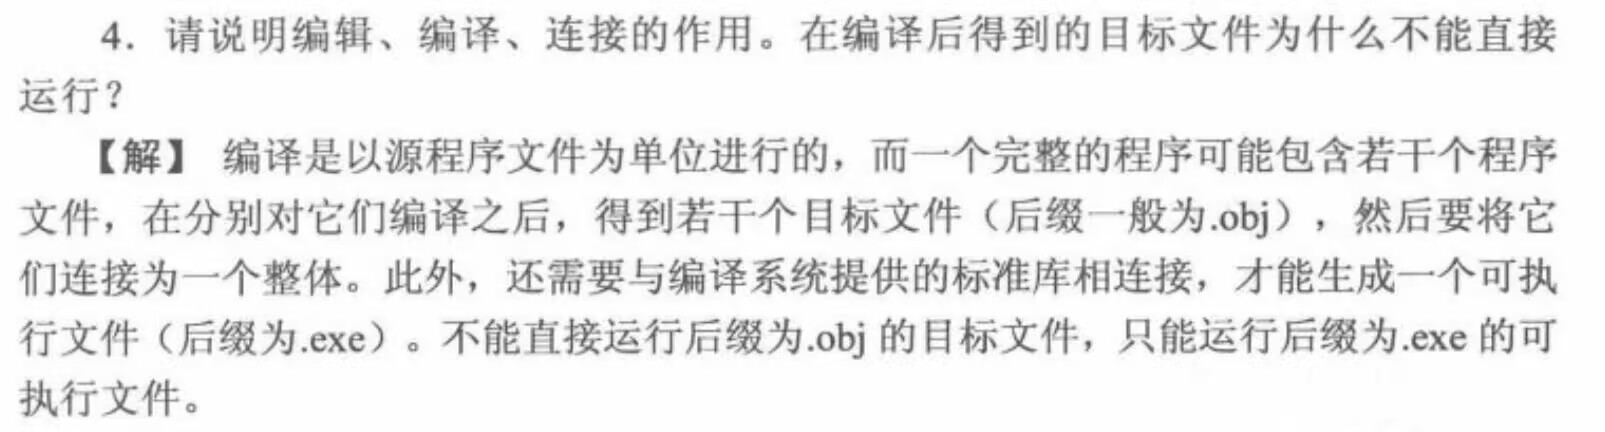 4. 请说明编辑、编译、连接的作用。在编译后得到的目标文件为什么不能直接
运行?
【解】 编译是以源程序文件为单位进行的，而一个完整的程序可能包含若干个程序
文件，在分别对它们编译之后，得到若干个目标文件（后缀一般为.obj），然后要将它
们连接为一个整体。此外，还需要与编译系统提供的标准库相连接，才能生成一个可执
行文件（后缀为.exe）。不能直接运行后缀为.obj 的目标文件，只能运行后缀为.exe 的可
执行文件。